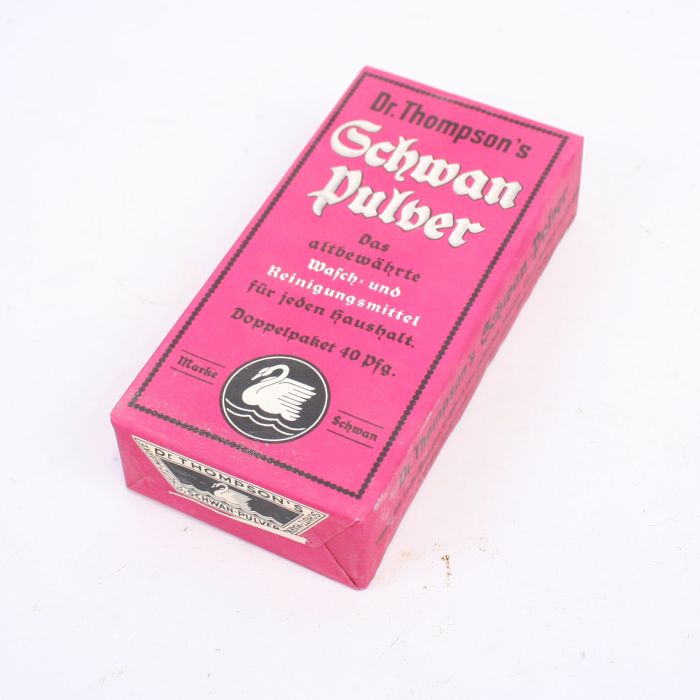 Dr. Thompson's
Schwan
Pulver
Das
altbewährte
Waſch- und
Reinigungsmittel
für jeden Haushalt.
Doppelpaket 40 Pfg.
Marke
Schwan
Dr. THOMPSON'S
SCHWAN-PULVER
Dr. Thompson's Schwan Pulver